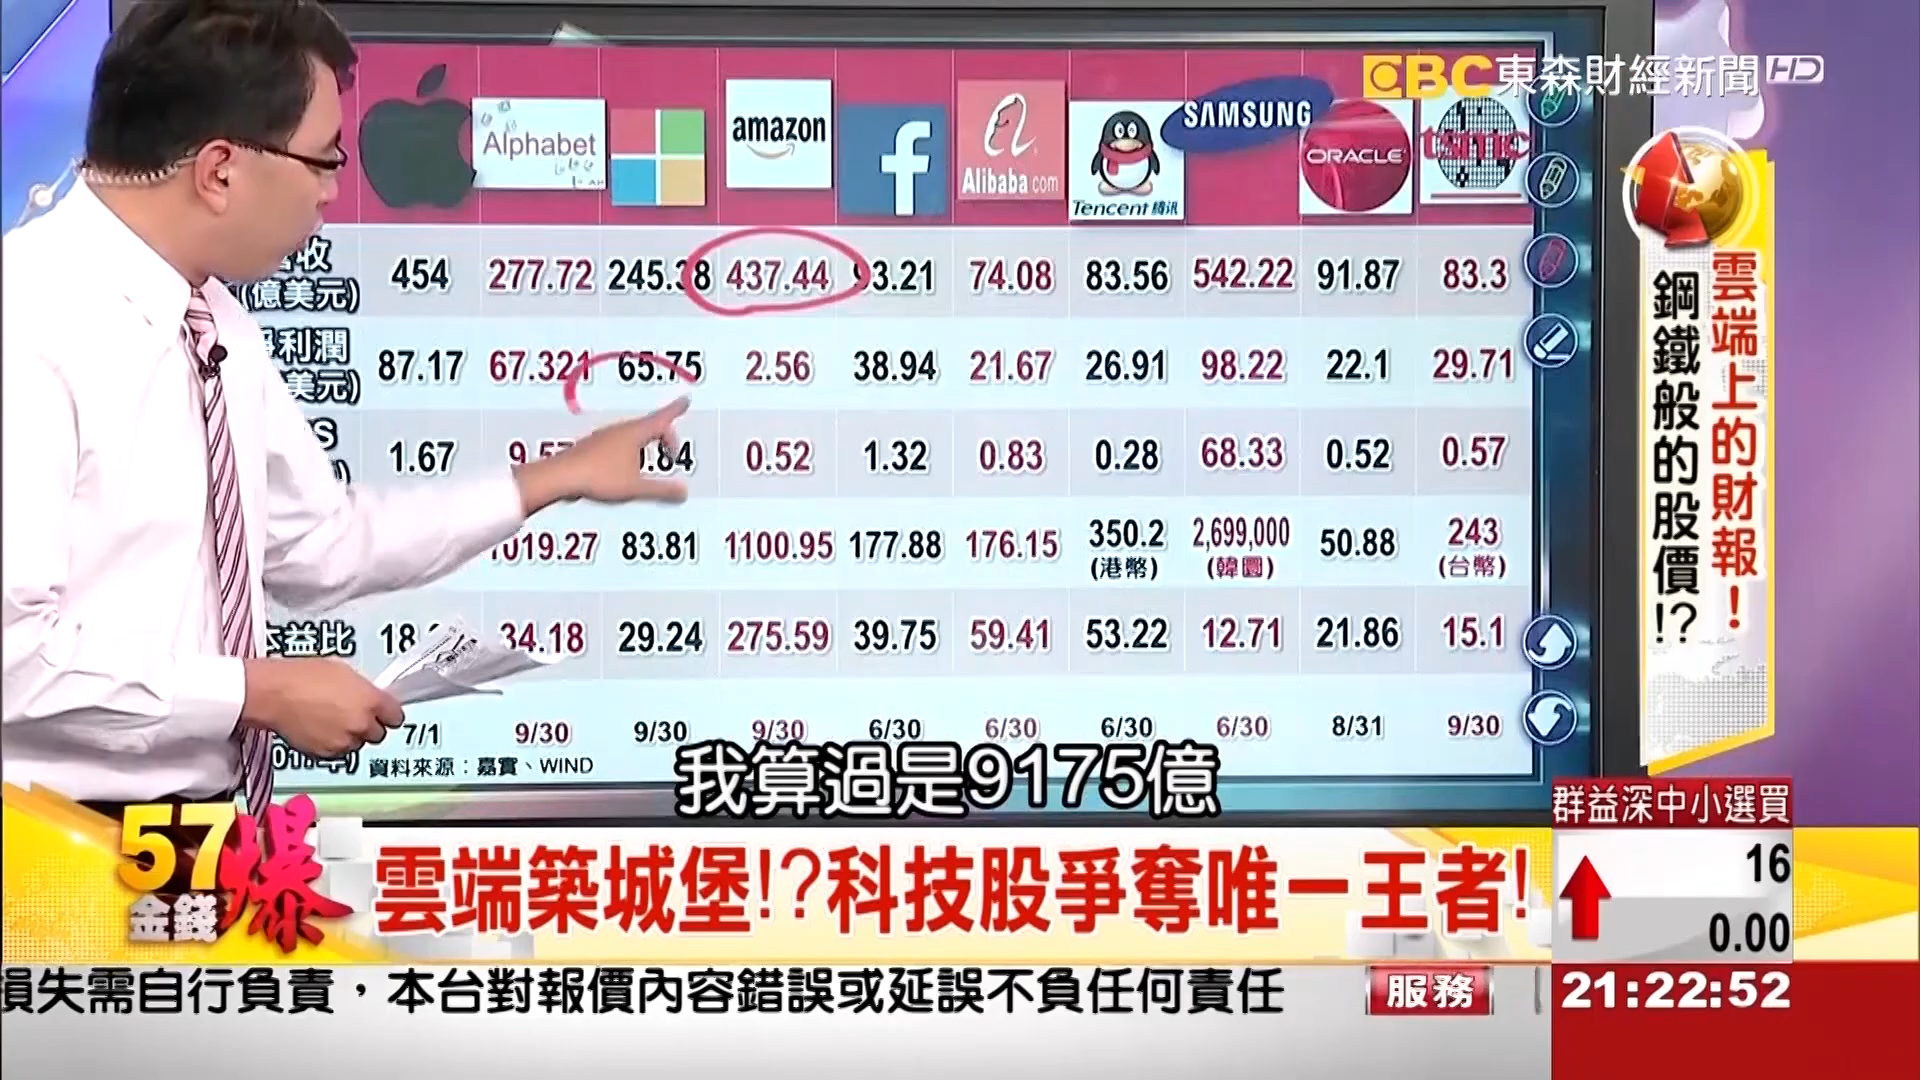 EBC 東森財經新聞 HD
Alphabet
amazon
Alibaba.com
Tencent 腾讯
SAMSUNG
ORACLE
tsmc
收
(億美元)
454 277.72 245.38 437.44 93.21 74.08 83.56 542.22 91.87 83.3
利潤
美元)
87.17 67.321 65.75 2.56 38.94 21.67 26.91 98.22 22.1 29.71
S
1.67 9.57 0.84 0.52 1.32 0.83 0.28 68.33 0.52 0.57
1019.27 83.81 1100.95 177.88 176.15 350.2 2,699,000 50.88 243
(港幣) (韓圜) (台幣)
本益比 18. 34.18 29.24 275.59 39.75 59.41 53.22 12.71 21.86 15.1
7/1 9/30 9/30 9/30 6/30 6/30 6/30 6/30 8/31 9/30
資料來源：嘉實、WIND
雲端上的財報！
鋼鐵般的股價!?
我算過是9175億
57
金錢
爆
雲端築城堡!?科技股爭奪唯一王者!
群益深中小選買
16
0.00
損失需自行負責，本台對報價內容錯誤或延誤不負任何責任
服務
21:22:52